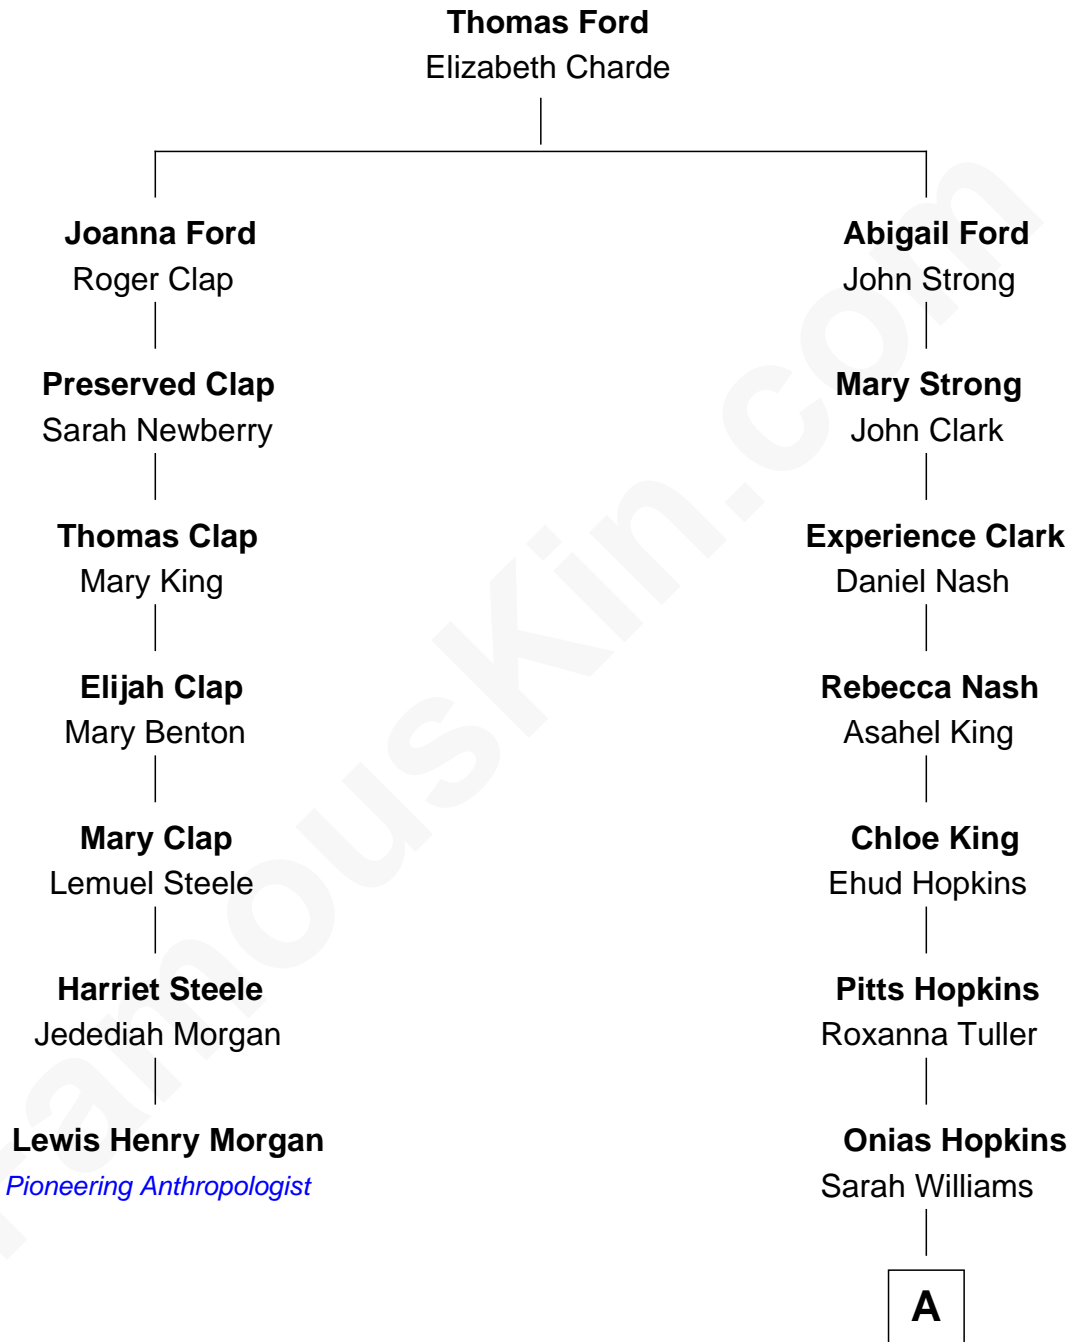 Thomas Ford
Elizabeth Charde
Joanna Ford
Roger Clap
Preserved Clap
Sarah Newberry
Thomas Clap
Mary King
Elijah Clap
Mary Benton
Mary Clap
Lemuel Steele
Harriet Steele
Jedediah Morgan
Lewis Henry Morgan
Pioneering Anthropologist
Abigail Ford
John Strong
Mary Strong
John Clark
Experience Clark
Daniel Nash
Rebecca Nash
Asahel King
Chloe King
Ehud Hopkins
Pitts Hopkins
Roxanna Tuller
Onias Hopkins
Sarah Williams
A
FamousKin.com